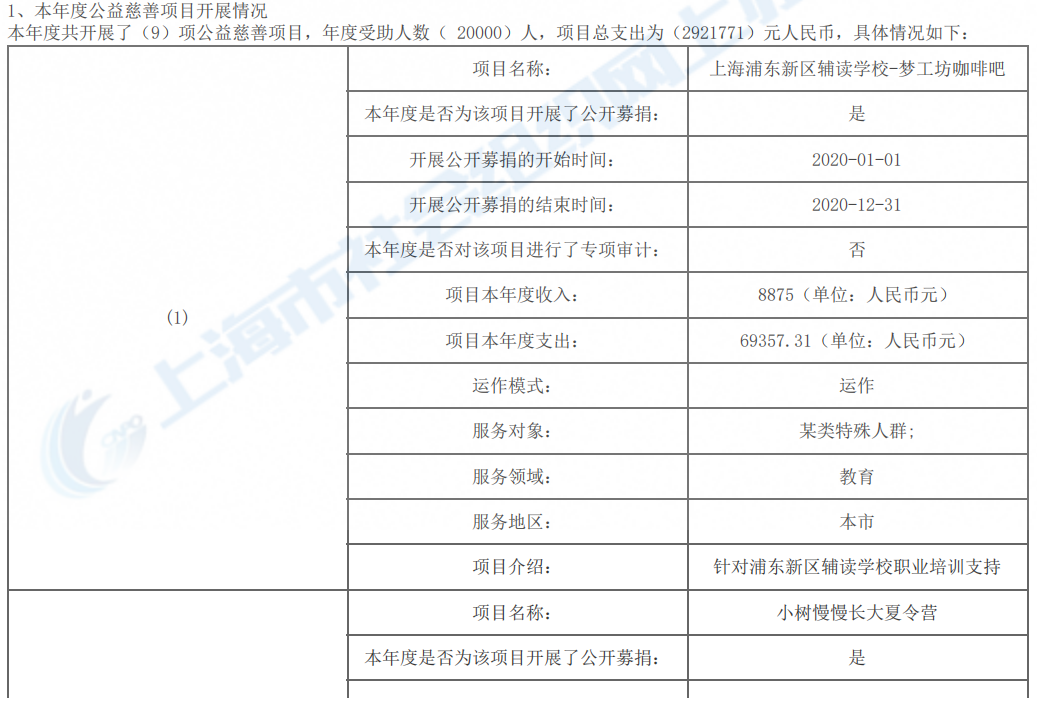 1、本年度公益慈善项目开展情况
本年度共开展了（9）项公益慈善项目，年度受助人数（ 20000）人，项目总支出为（2921771）元人民币，具体情况如下：
(1)
项目名称： 上海浦东新区辅读学校-梦工坊咖啡吧
本年度是否为该项目开展了公开募捐： 是
开展公开募捐的开始时间： 2020-01-01
开展公开募捐的结束时间： 2020-12-31
本年度是否对该项目进行了专项审计： 否
项目本年度收入： 8875（单位：人民币元）
项目本年度支出： 69357.31（单位：人民币元）
运作模式： 运作
服务对象： 某类特殊人群;
服务领域： 教育
服务地区： 本市
项目介绍： 针对浦东新区辅读学校职业培训支持
项目名称： 小树慢慢长大夏令营
本年度是否为该项目开展了公开募捐： 是
上海市社会组织网上
CNPO